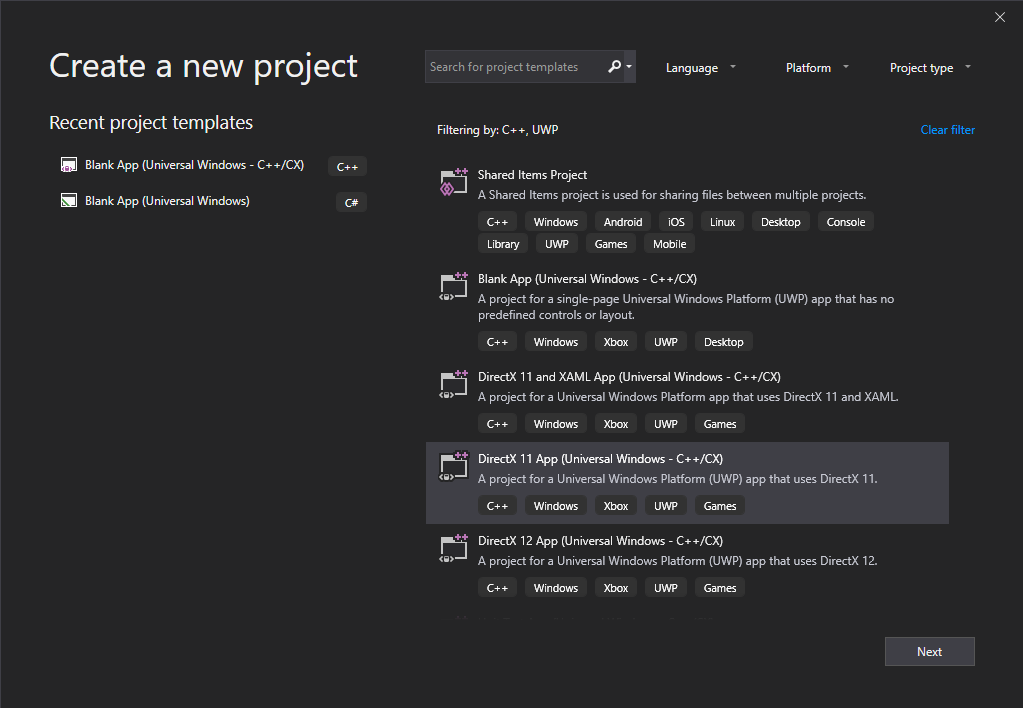 Create a new project
Search for project templates
Language
Platform
Project type
Recent project templates
Blank App (Universal Windows - C++/CX)
C++
Blank App (Universal Windows)
C#
Filtering by: C++, UWP
Clear filter
Shared Items Project
A Shared Items project is used for sharing files between multiple projects.
C++ Windows Android iOS Linux Desktop Console
Library UWP Games Mobile
Blank App (Universal Windows - C++/CX)
A project for a single-page Universal Windows Platform (UWP) app that has no
predefined controls or layout.
C++ Windows Xbox UWP Desktop
DirectX 11 and XAML App (Universal Windows - C++/CX)
A project for a Universal Windows Platform app that uses DirectX 11 and XAML.
C++ Windows Xbox UWP Games
DirectX 11 App (Universal Windows - C++/CX)
A project for a Universal Windows Platform (UWP) app that uses DirectX 11.
C++ Windows Xbox UWP Games
DirectX 12 App (Universal Windows - C++/CX)
A project for a Universal Windows Platform (UWP) app that uses DirectX 12.
C++ Windows Xbox UWP Games
Next